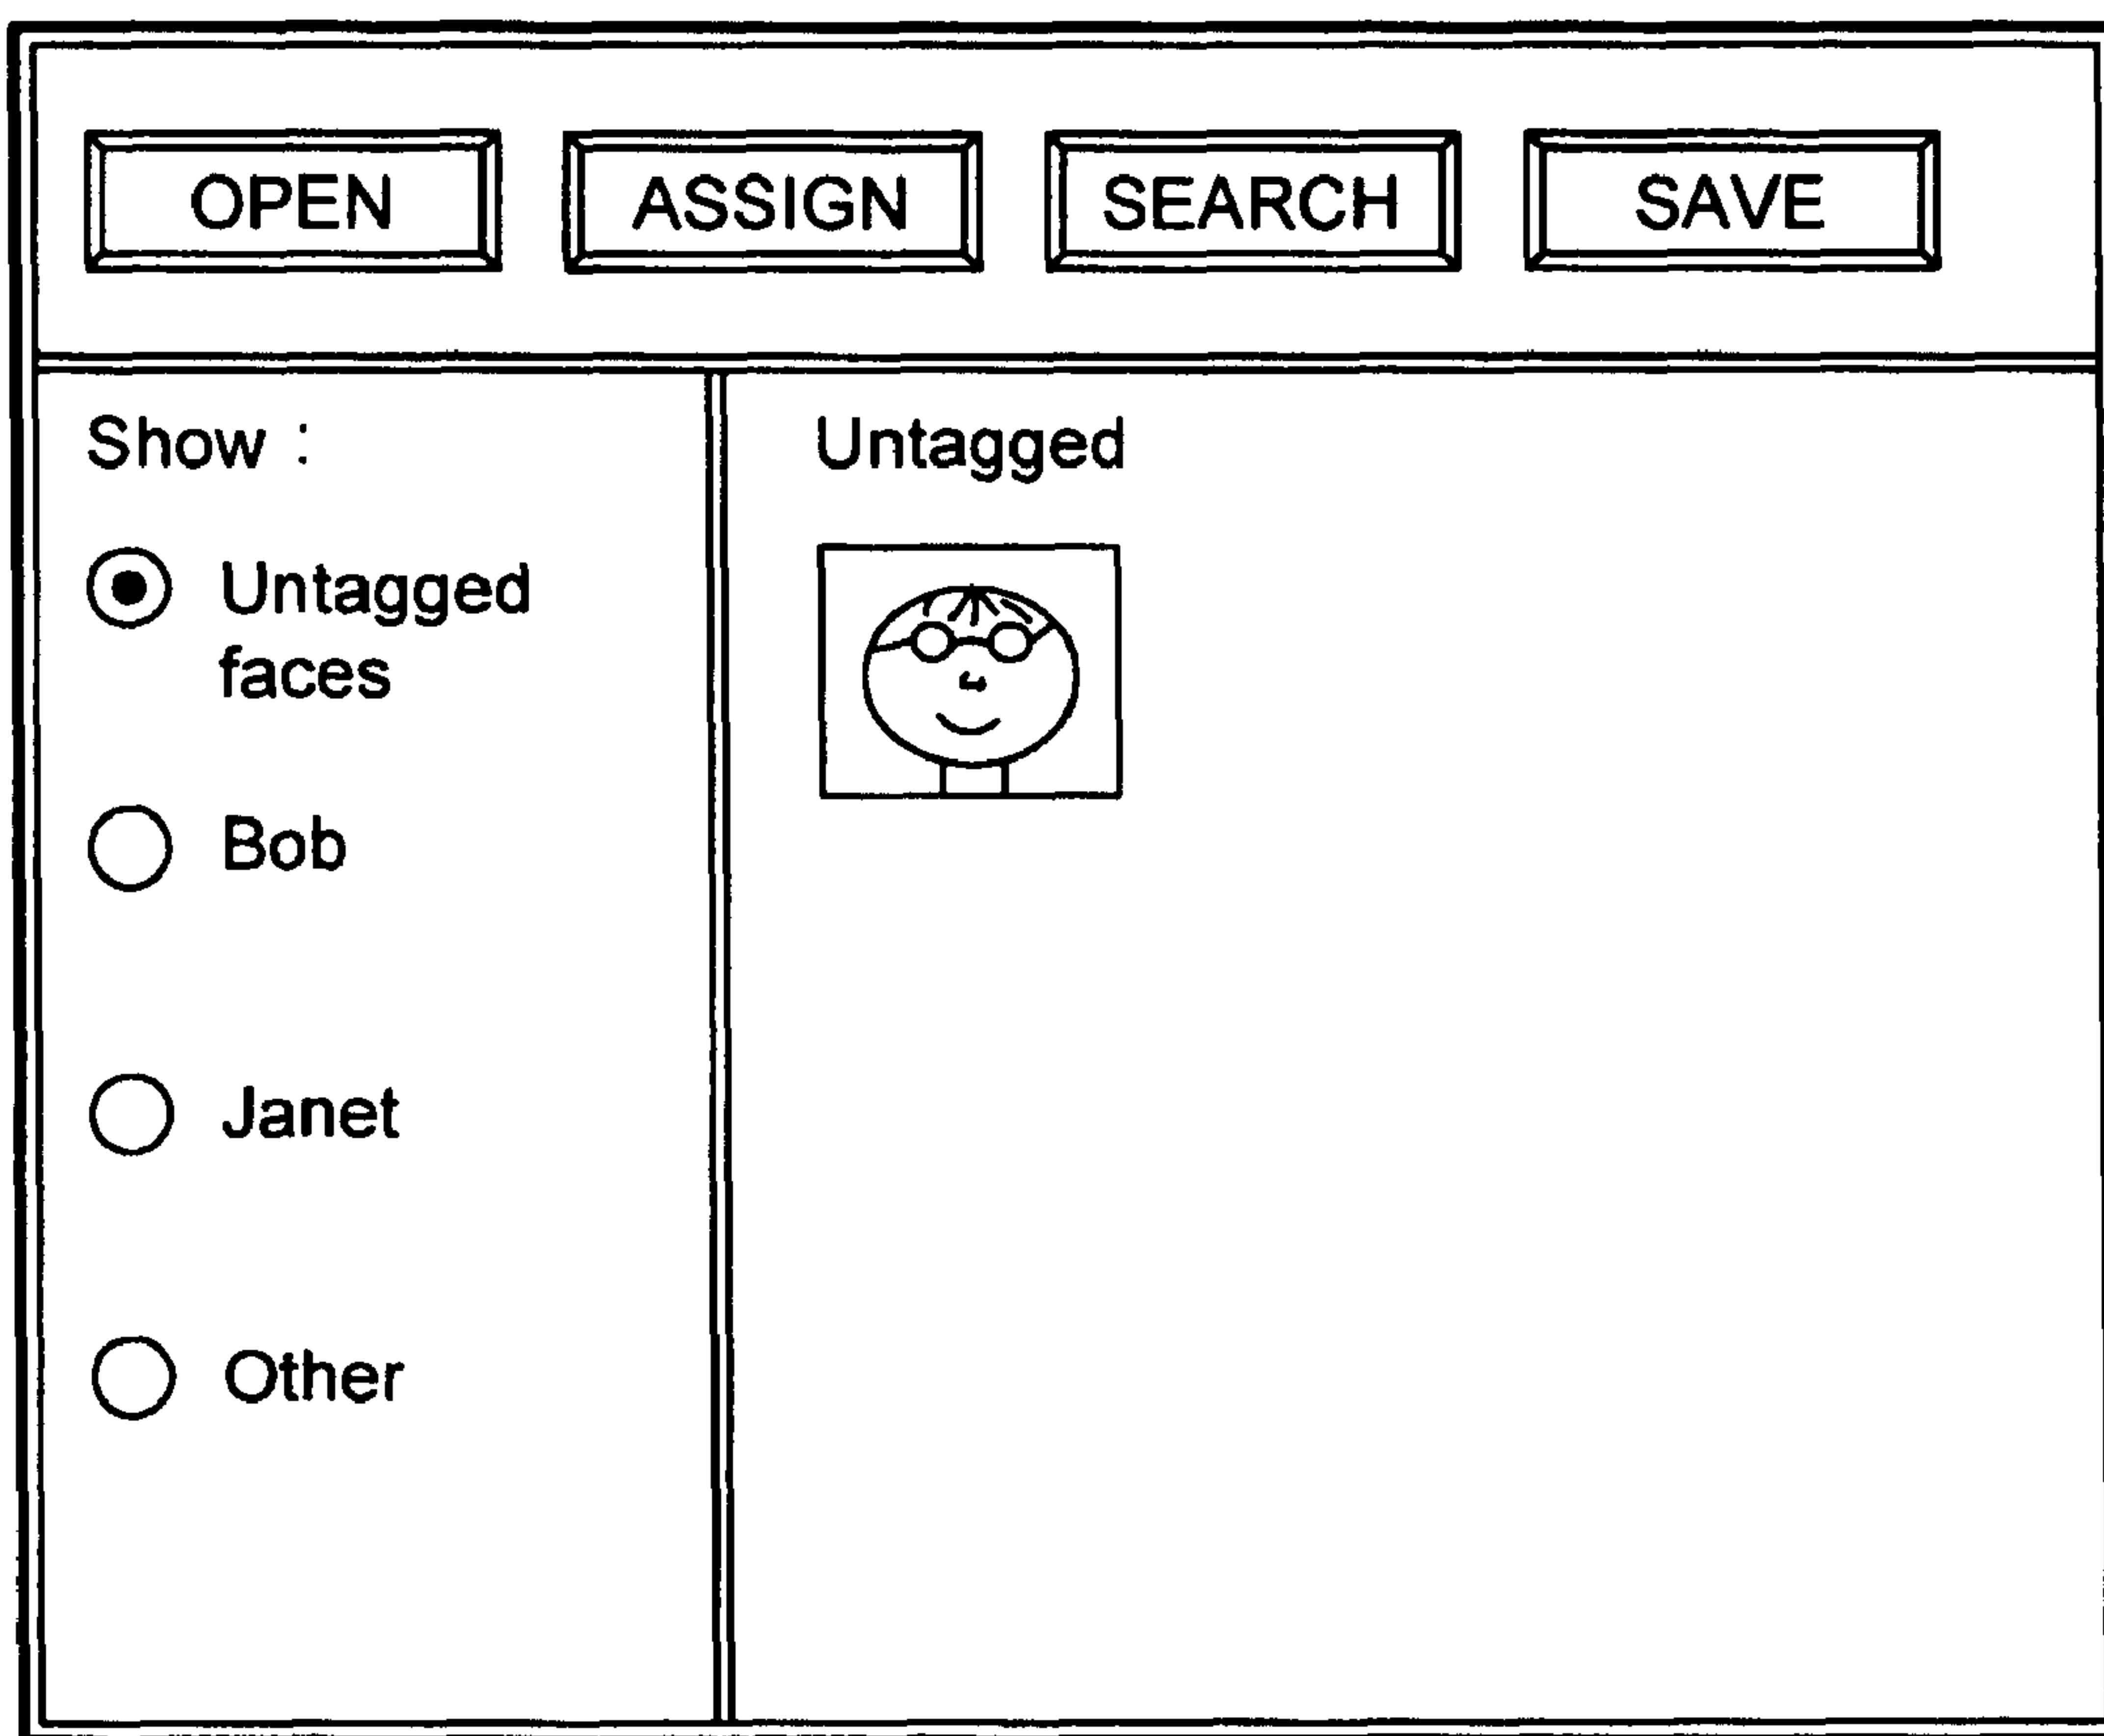 OPEN ASSIGN SEARCH SAVE
Show :
Untagged
faces
Bob
Janet
Other
Untagged